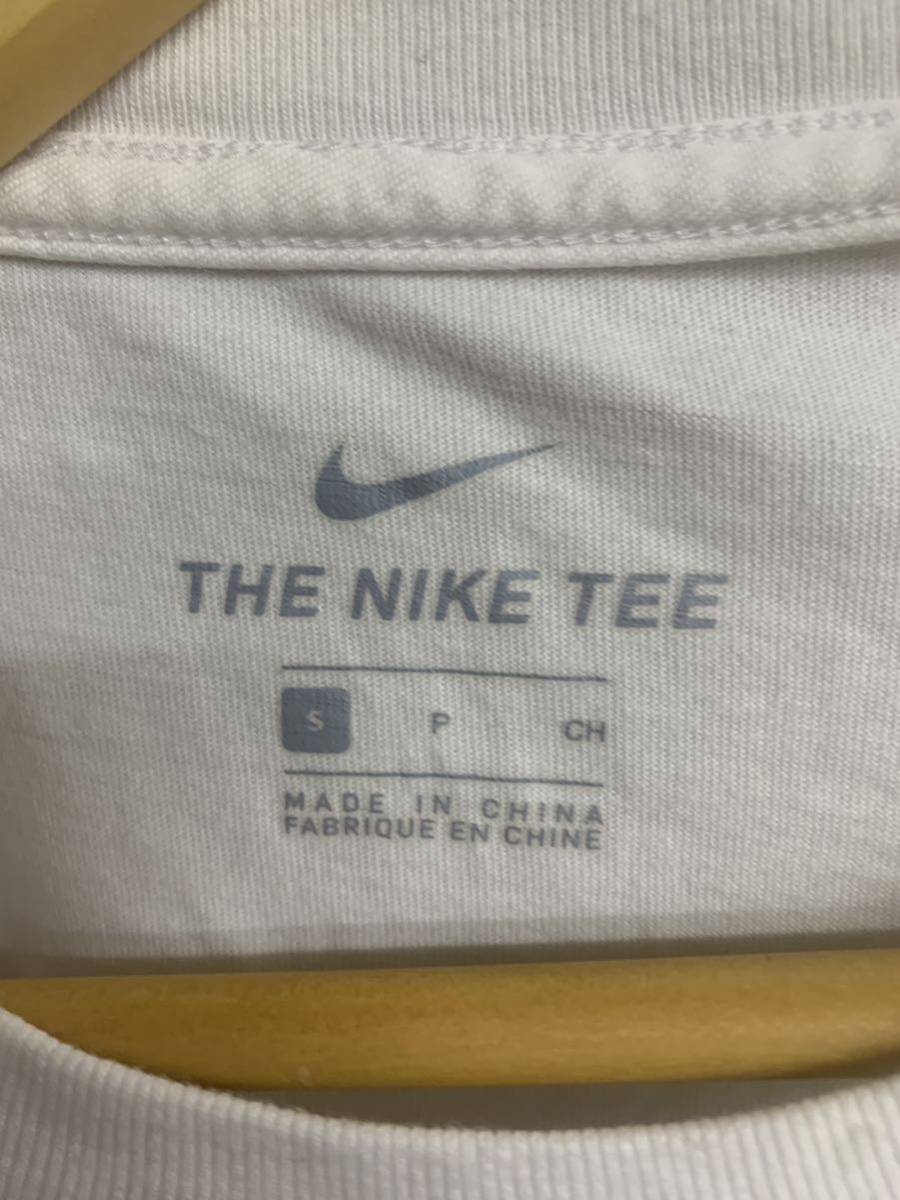 THE NIKE TEE
S P CH
MADE IN CHINA
FABRIQUE EN CHINE